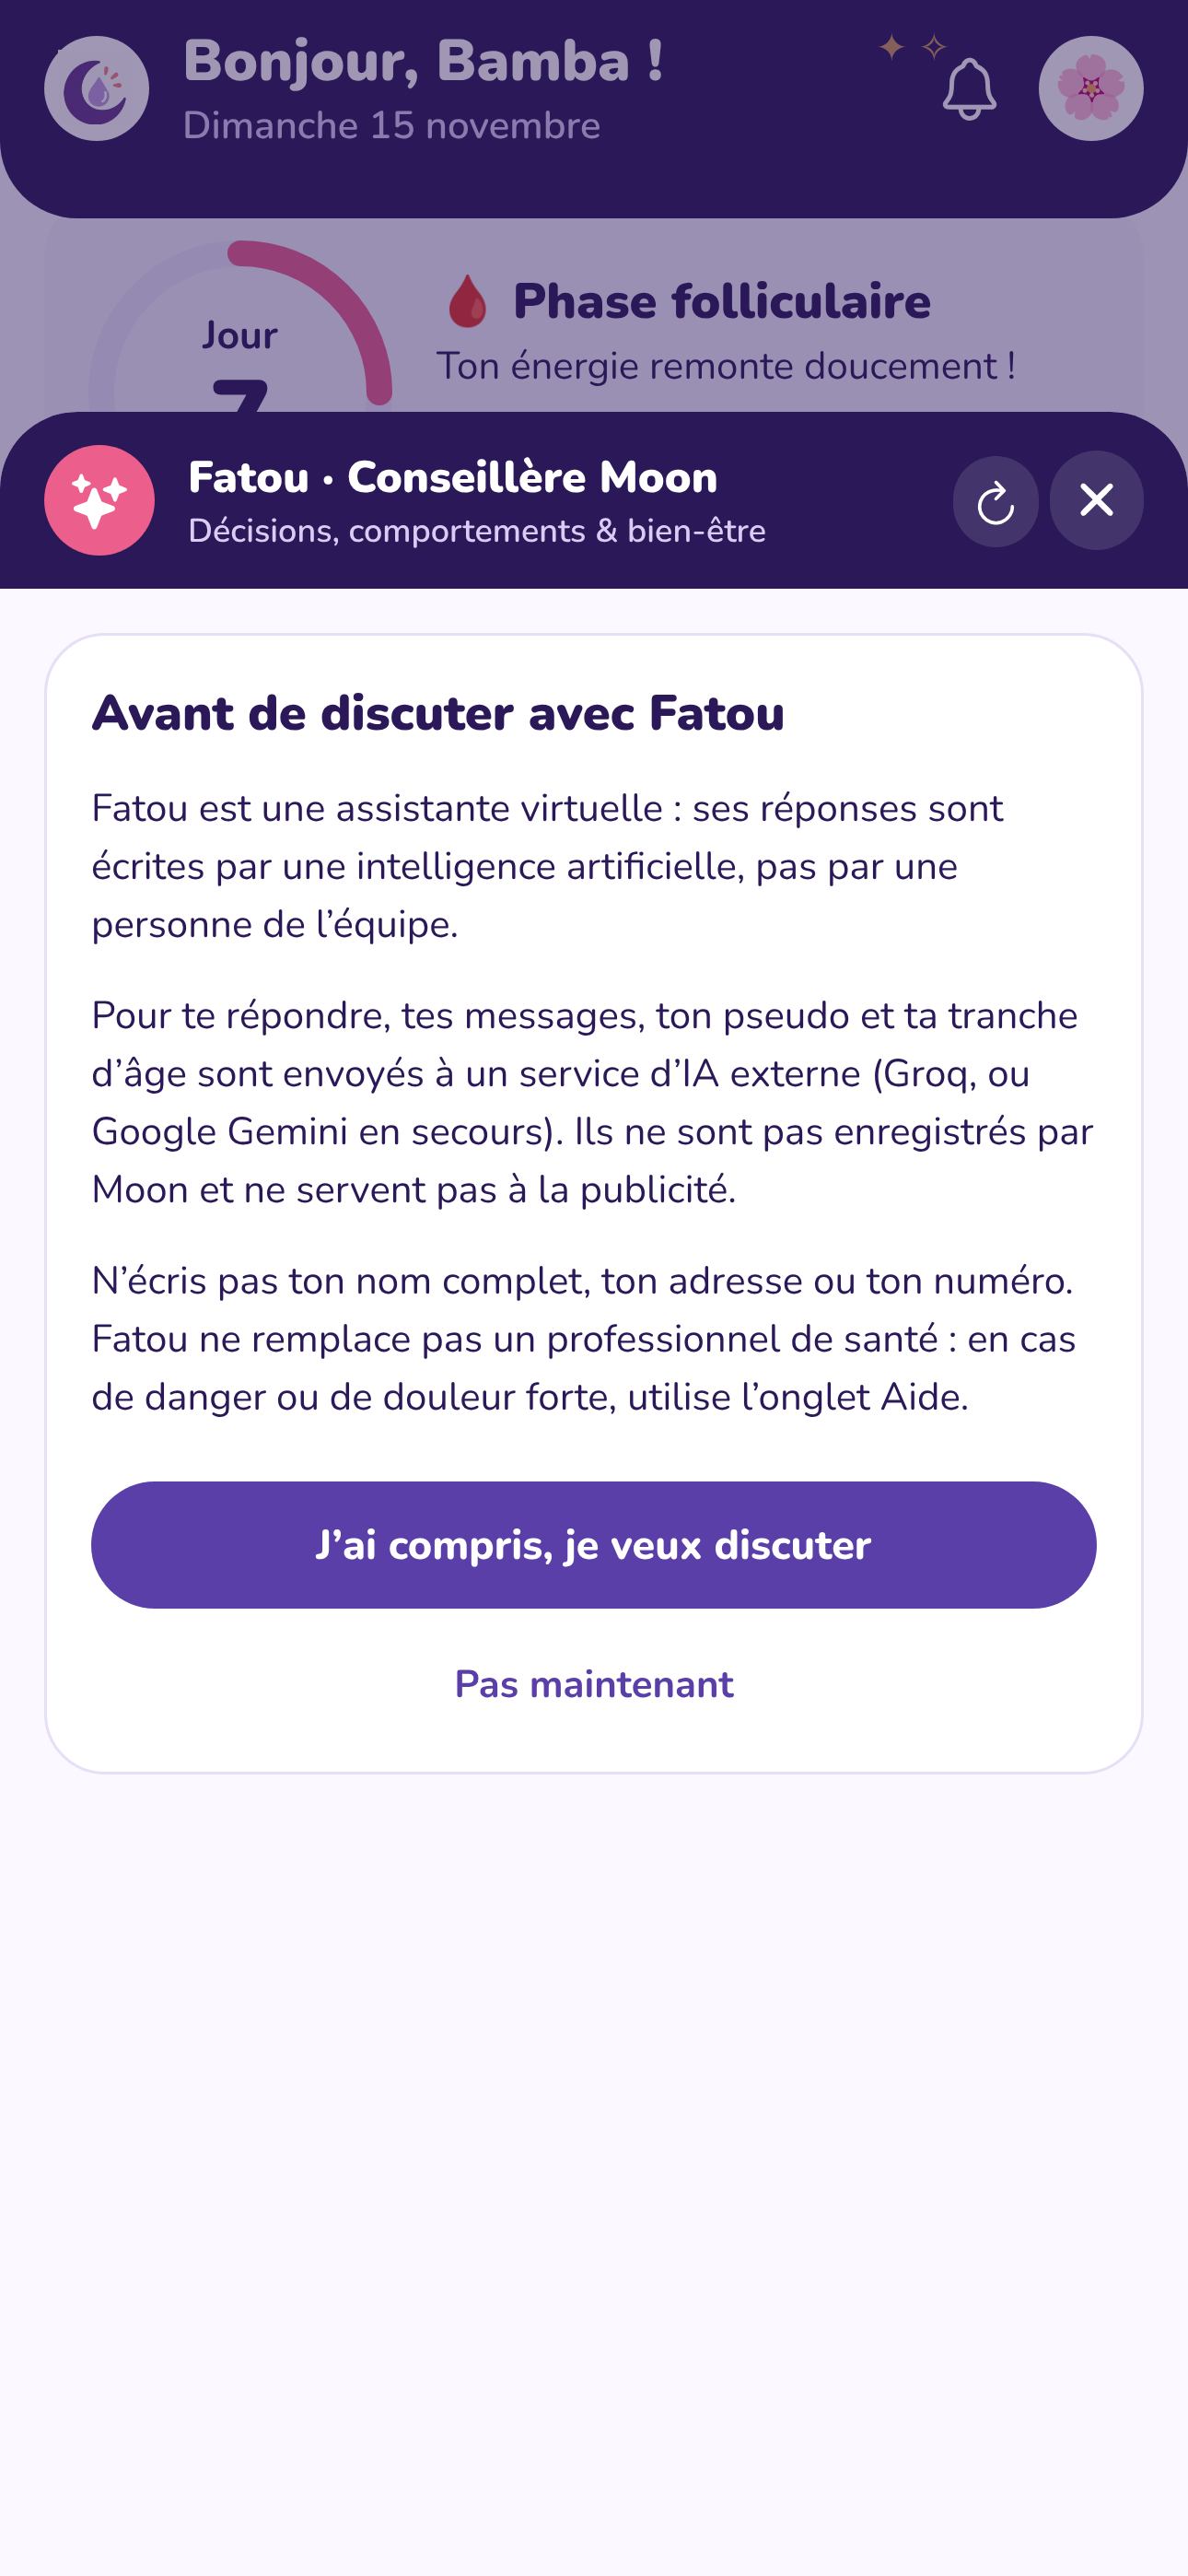 Bonjour, Bamba !
Dimanche 15 novembre
Jour
7
Phase folliculaire
Ton énergie remonte doucement !
Fatou · Conseillère Moon
Décisions, comportements & bien-être
Avant de discuter avec Fatou
Fatou est une assistante virtuelle : ses réponses sont
écrites par une intelligence artificielle, pas par une
personne de l’équipe.
Pour te répondre, tes messages, ton pseudo et ta tranche
d’âge sont envoyés à un service d’IA externe (Groq, ou
Google Gemini en secours). Ils ne sont pas enregistrés par
Moon et ne servent pas à la publicité.
N’écris pas ton nom complet, ton adresse ou ton numéro.
Fatou ne remplace pas un professionnel de santé : en cas
de danger ou de douleur forte, utilise l’onglet Aide.
J’ai compris, je veux discuter
Pas maintenant